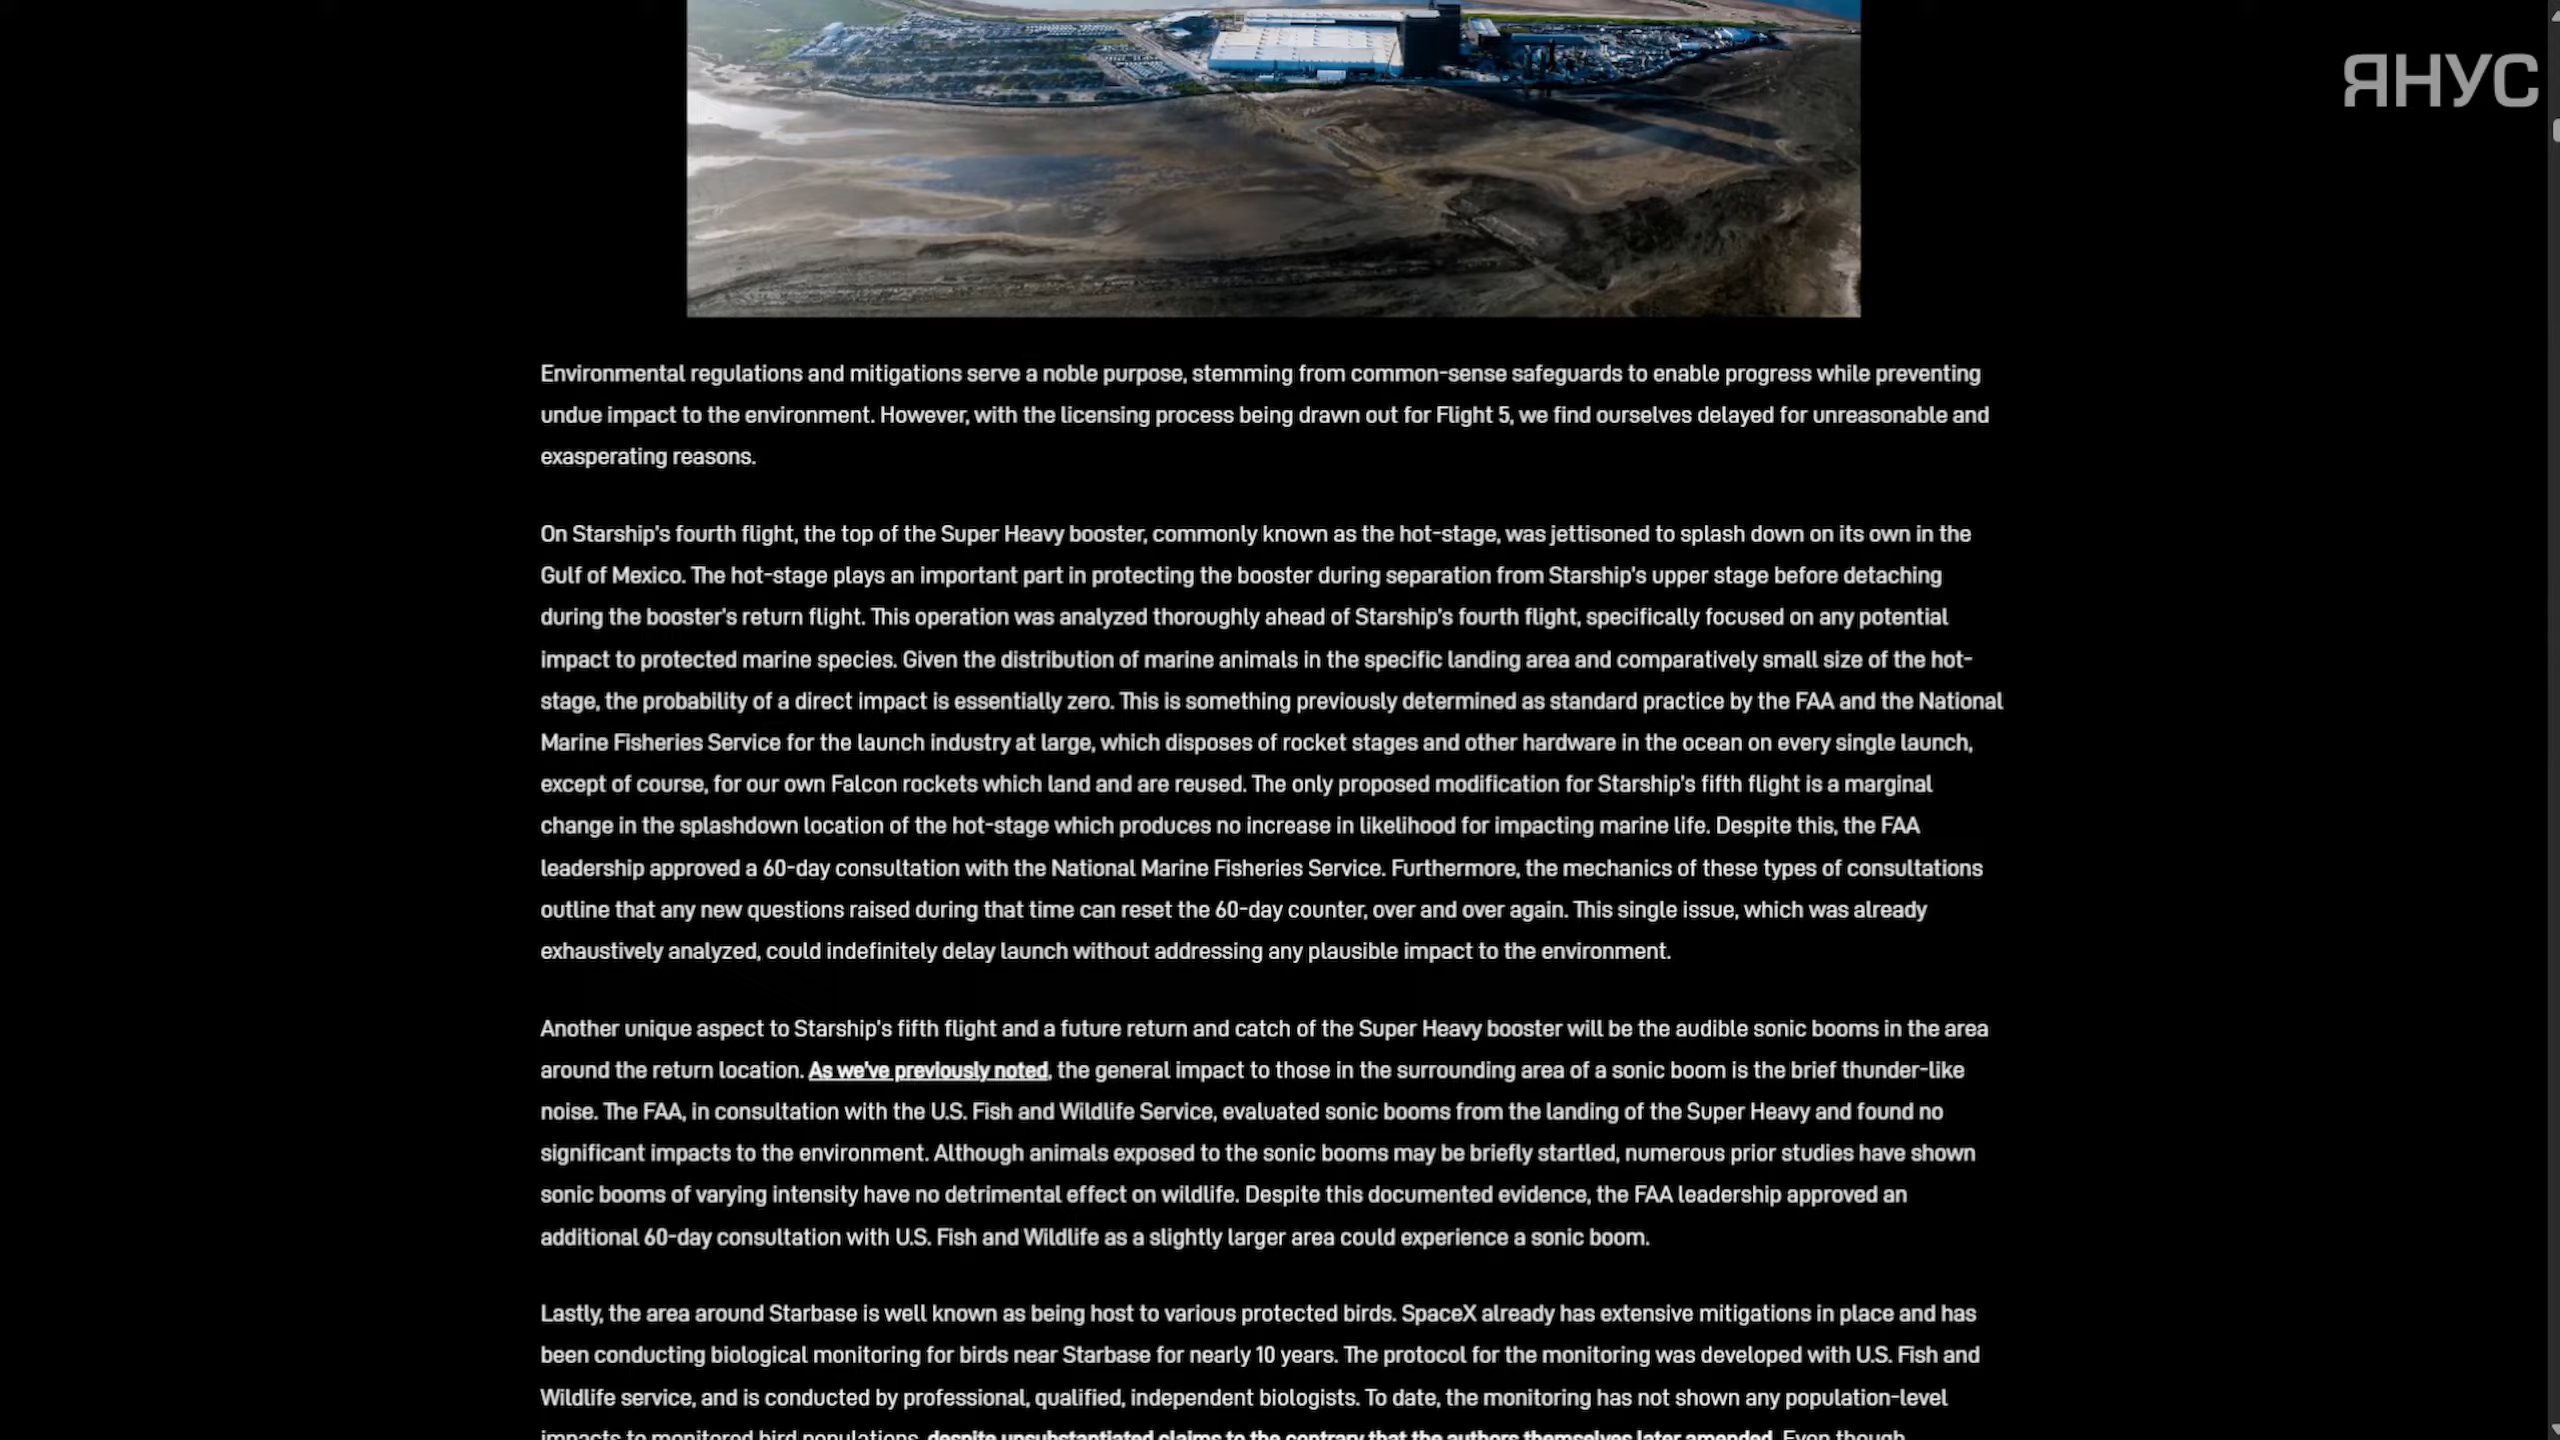 ЯНУС
Environmental regulations and mitigations serve a noble purpose, stemming from common-sense safeguards to enable progress while preventing
undue impact to the environment. However, with the licensing process being drawn out for Flight 5, we find ourselves delayed for unreasonable and
exasperating reasons.
On Starship's fourth flight, the top of the Super Heavy booster, commonly known as the hot-stage, was jettisoned to splash down on its own in the
Gulf of Mexico. The hot-stage plays an important part in protecting the booster during separation from Starship's upper stage before detaching
during the booster's return flight. This operation was analyzed thoroughly ahead of Starship's fourth flight, specifically focused on any potential
impact to protected marine species. Given the distribution of marine animals in the specific landing area and comparatively small size of the hot-
stage, the probability of a direct impact is essentially zero. This is something previously determined as standard practice by the FAA and the National
Marine Fisheries Service for the launch industry at large, which disposes of rocket stages and other hardware in the ocean on every single launch,
except of course, for our own Falcon rockets which land and are reused. The only proposed modification for Starship's fifth flight is a marginal
change in the splashdown location of the hot-stage which produces no increase in likelihood for impacting marine life. Despite this, the FAA
leadership approved a 60-day consultation with the National Marine Fisheries Service. Furthermore, the mechanics of these types of consultations
outline that any new questions raised during that time can reset the 60-day counter, over and over again. This single issue, which was already
exhaustively analyzed, could indefinitely delay launch without addressing any plausible impact to the environment.
Another unique aspect to Starship's fifth flight and a future return and catch of the Super Heavy booster will be the audible sonic booms in the area
around the return location. As we've previously noted, the general impact to those in the surrounding area of a sonic boom is the brief thunder-like
noise. The FAA, in consultation with the U.S. Fish and Wildlife Service, evaluated sonic booms from the landing of the Super Heavy and found no
significant impacts to the environment. Although animals exposed to the sonic booms may be briefly startled, numerous prior studies have shown
sonic booms of varying intensity have no detrimental effect on wildlife. Despite this documented evidence, the FAA leadership approved an
additional 60-day consultation with U.S. Fish and Wildlife as a slightly larger area could experience a sonic boom.
Lastly, the area around Starbase is well known as being host to various protected birds. SpaceX already has extensive mitigations in place and has
been conducting biological monitoring for birds near Starbase for nearly 10 years. The protocol for the monitoring was developed with U.S. Fish and
Wildlife service, and is conducted by professional, qualified, independent biologists. To date, the monitoring has not shown any population-level
impacts to monitored bird populations, despite unsubstantiated claims to the contrary that the authors themselves later amended. Even though